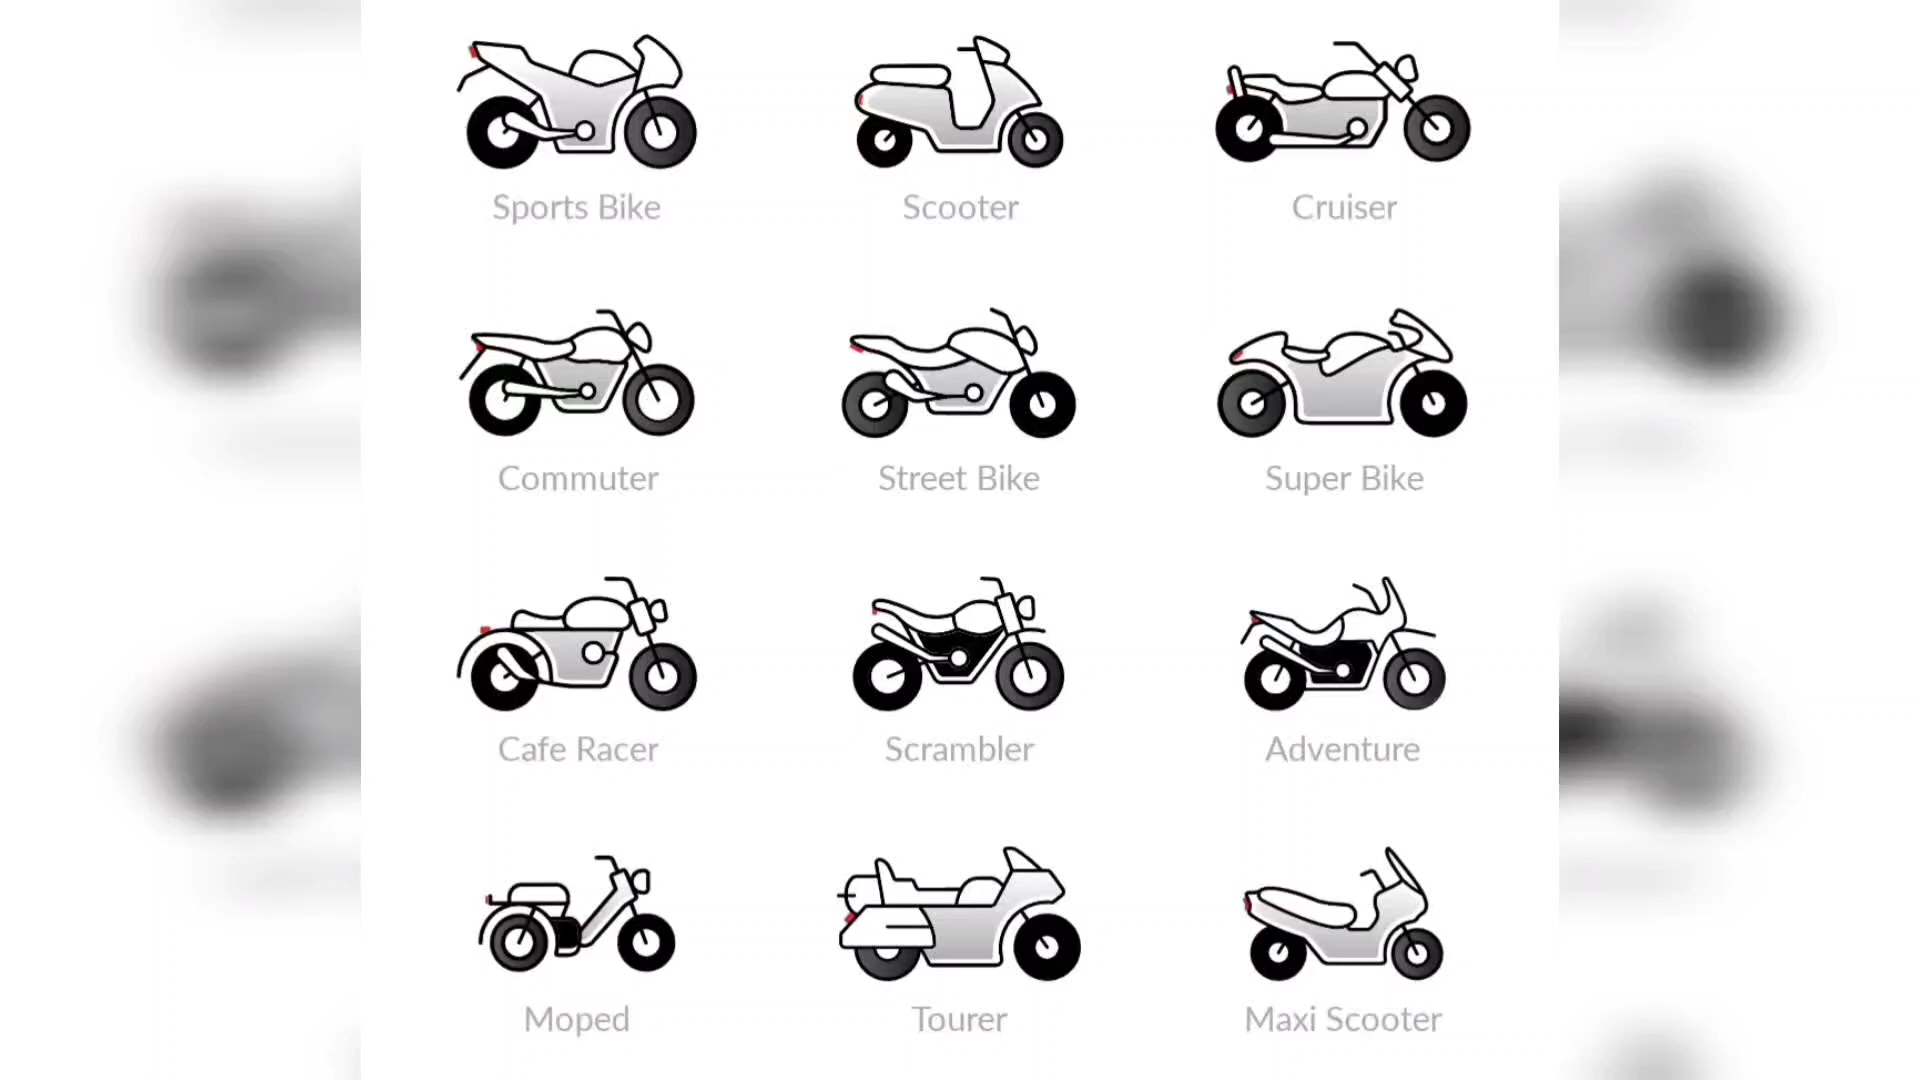 Sports Bike
Scooter
Cruiser
Commuter
Street Bike
Super Bike
Cafe Racer
Scrambler
Adventure
Moped
Tourer
Maxi Scooter